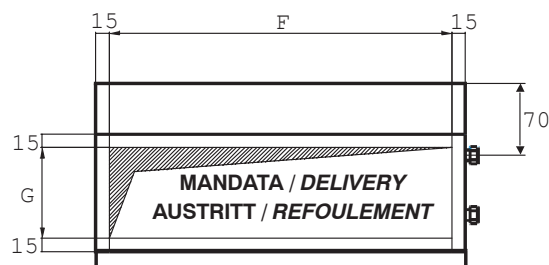 15 F 15
70
15
G
15
MANDATA / DELIVERY
AUSTRITT / REFOULEMENT